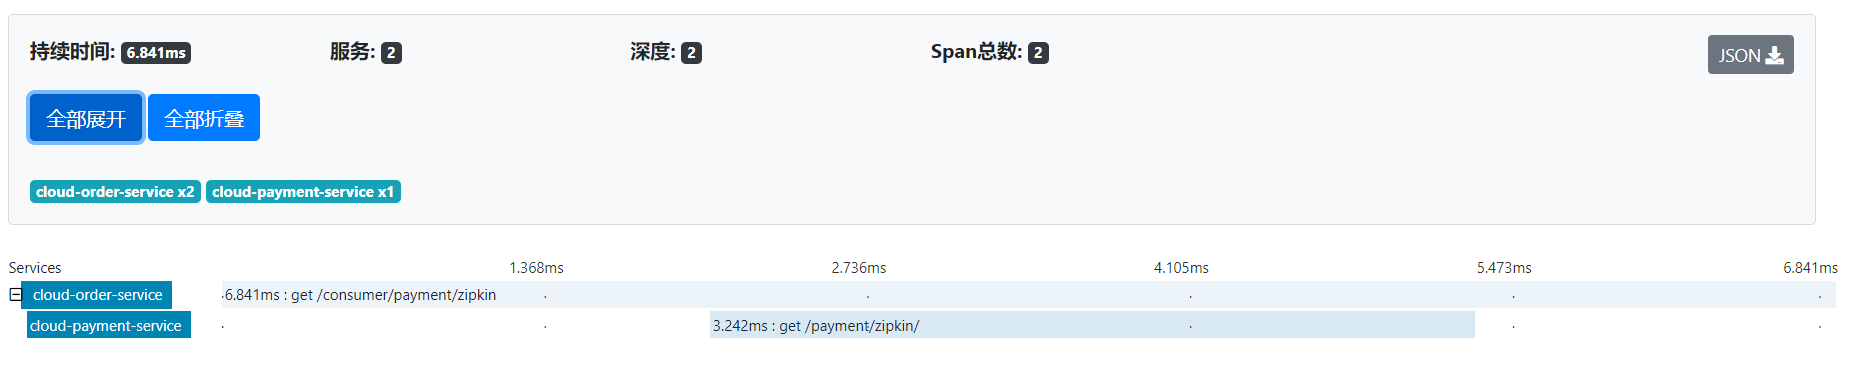 持续时间: 6.841ms 服务: 2 深度: 2 Span总数: 2 JSON
全部展开 全部折叠
cloud-order-service x2 cloud-payment-service x1
Services 1.368ms 2.736ms 4.105ms 5.473ms 6.841ms
cloud-order-service 6.841ms : get /consumer/payment/zipkin
cloud-payment-service 3.242ms : get /payment/zipkin/